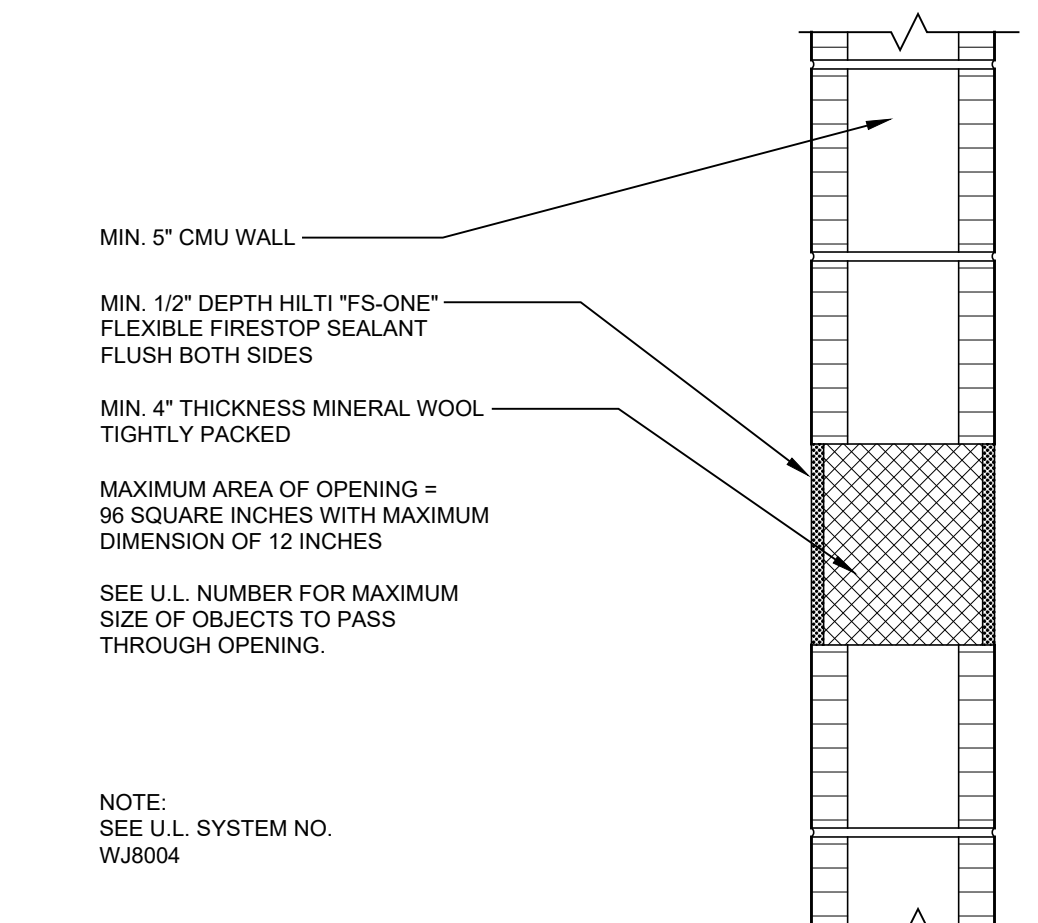 MIN. 5" CMU WALL
MIN. 1/2" DEPTH HILTI "FS-ONE"
FLEXIBLE FIRESTOP SEALANT
FLUSH BOTH SIDES
MIN. 4" THICKNESS MINERAL WOOL
TIGHTLY PACKED
MAXIMUM AREA OF OPENING =
96 SQUARE INCHES WITH MAXIMUM
DIMENSION OF 12 INCHES
SEE U.L. NUMBER FOR MAXIMUM
SIZE OF OBJECTS TO PASS
THROUGH OPENING.
NOTE:
SEE U.L. SYSTEM NO.
WJ8004